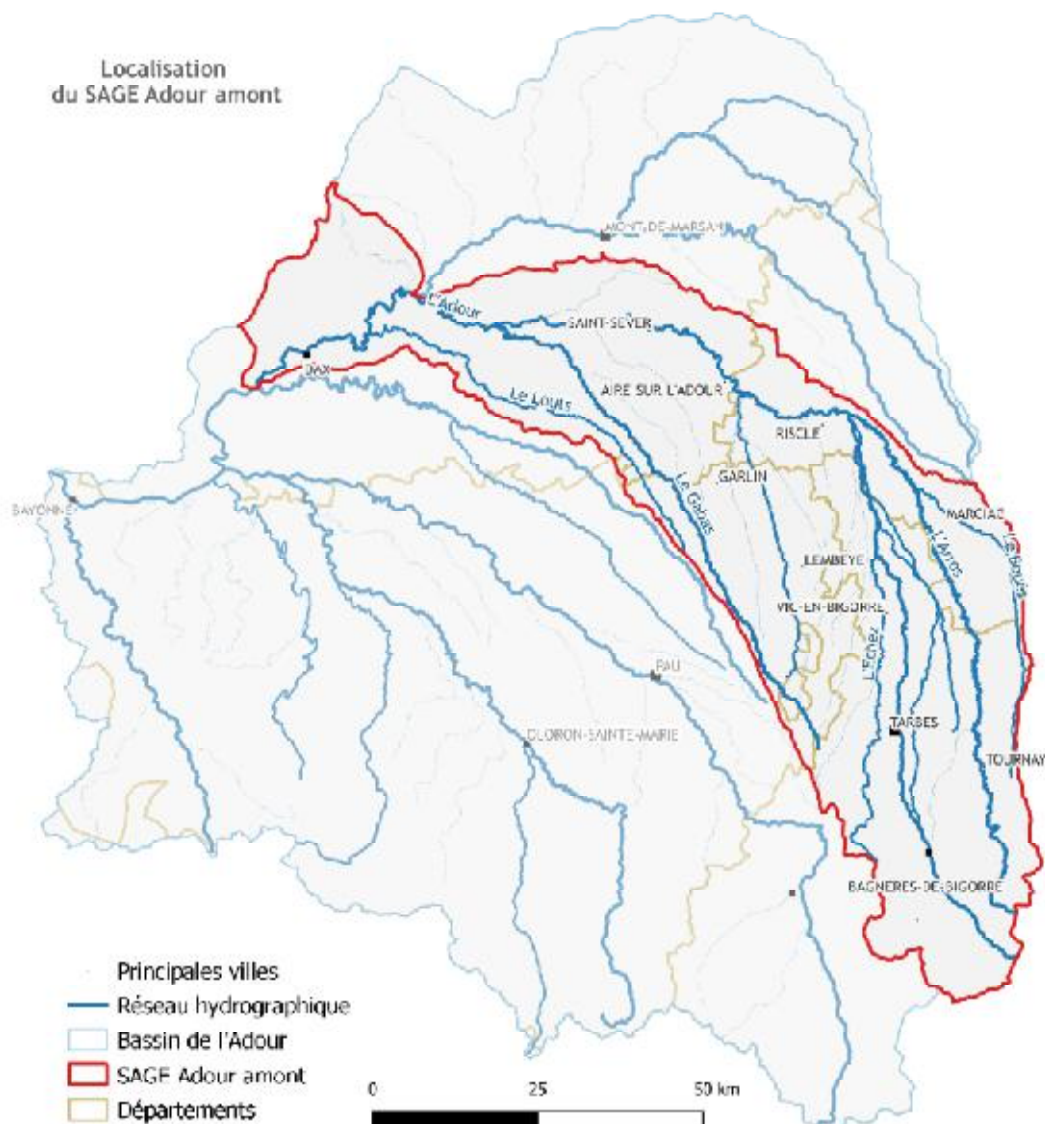 Localisation
du SAGE Adour amont
MONT-DE-MARSAN
L'Adour
SAINT-SEVER
DAX
AIRE SUR L'ADOUR
Le Louts
RISCLE
GARLIN
Le Gabas
BAYONNE
MARCIAC
L'Arros
Le Bouès
LEMBEYE
VIC-EN-BIGORRE
L'Echez
PAU
TARBES
OLORON-SAINTE-MARIE
TOURNAY
BAGNERES-DE-BIGORRE
Principales villes
Réseau hydrographique
Bassin de l'Adour
SAGE Adour amont
Départements
0 25 50 km